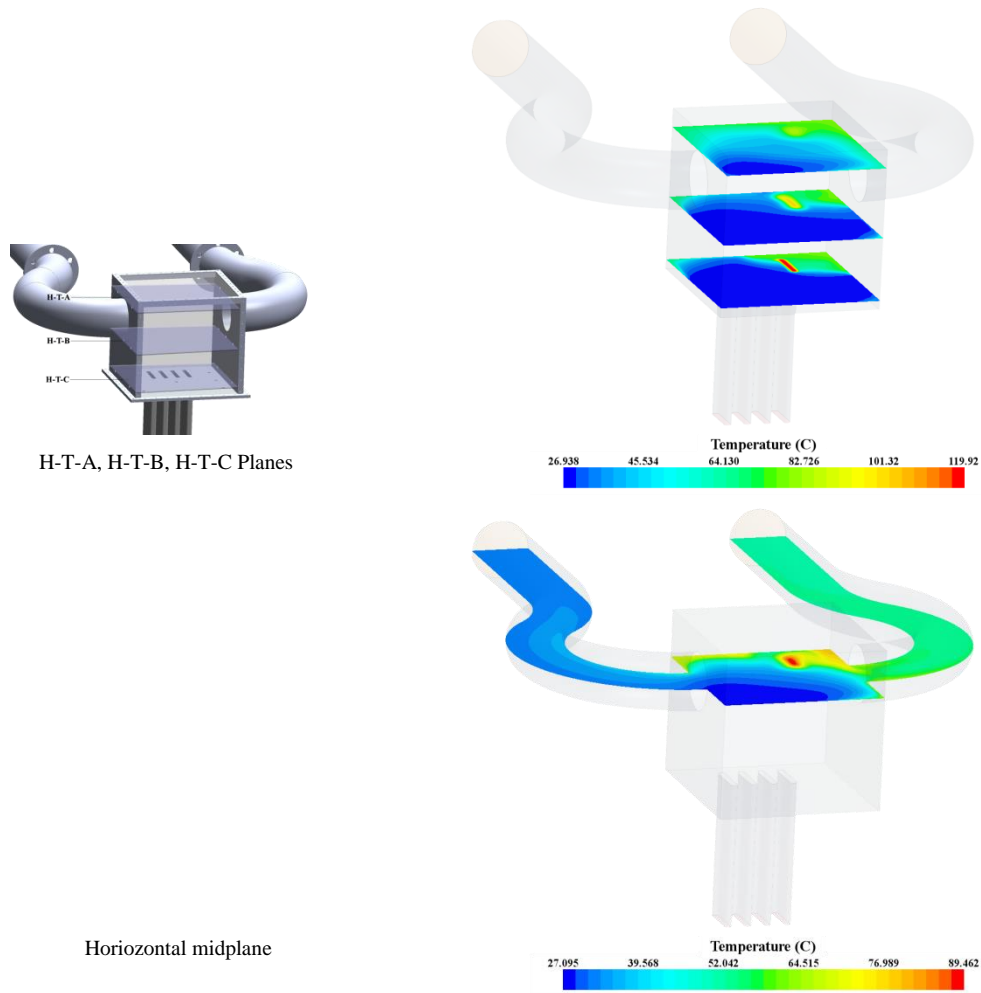 H-T-A
H-T-B
H-T-C
H-T-A, H-T-B, H-T-C Planes
Temperature (C)
26.938 45.534 64.130 82.726 101.32 119.92
Horiozontal midplane
Temperature (C)
27.095 39.568 52.042 64.515 76.989 89.462